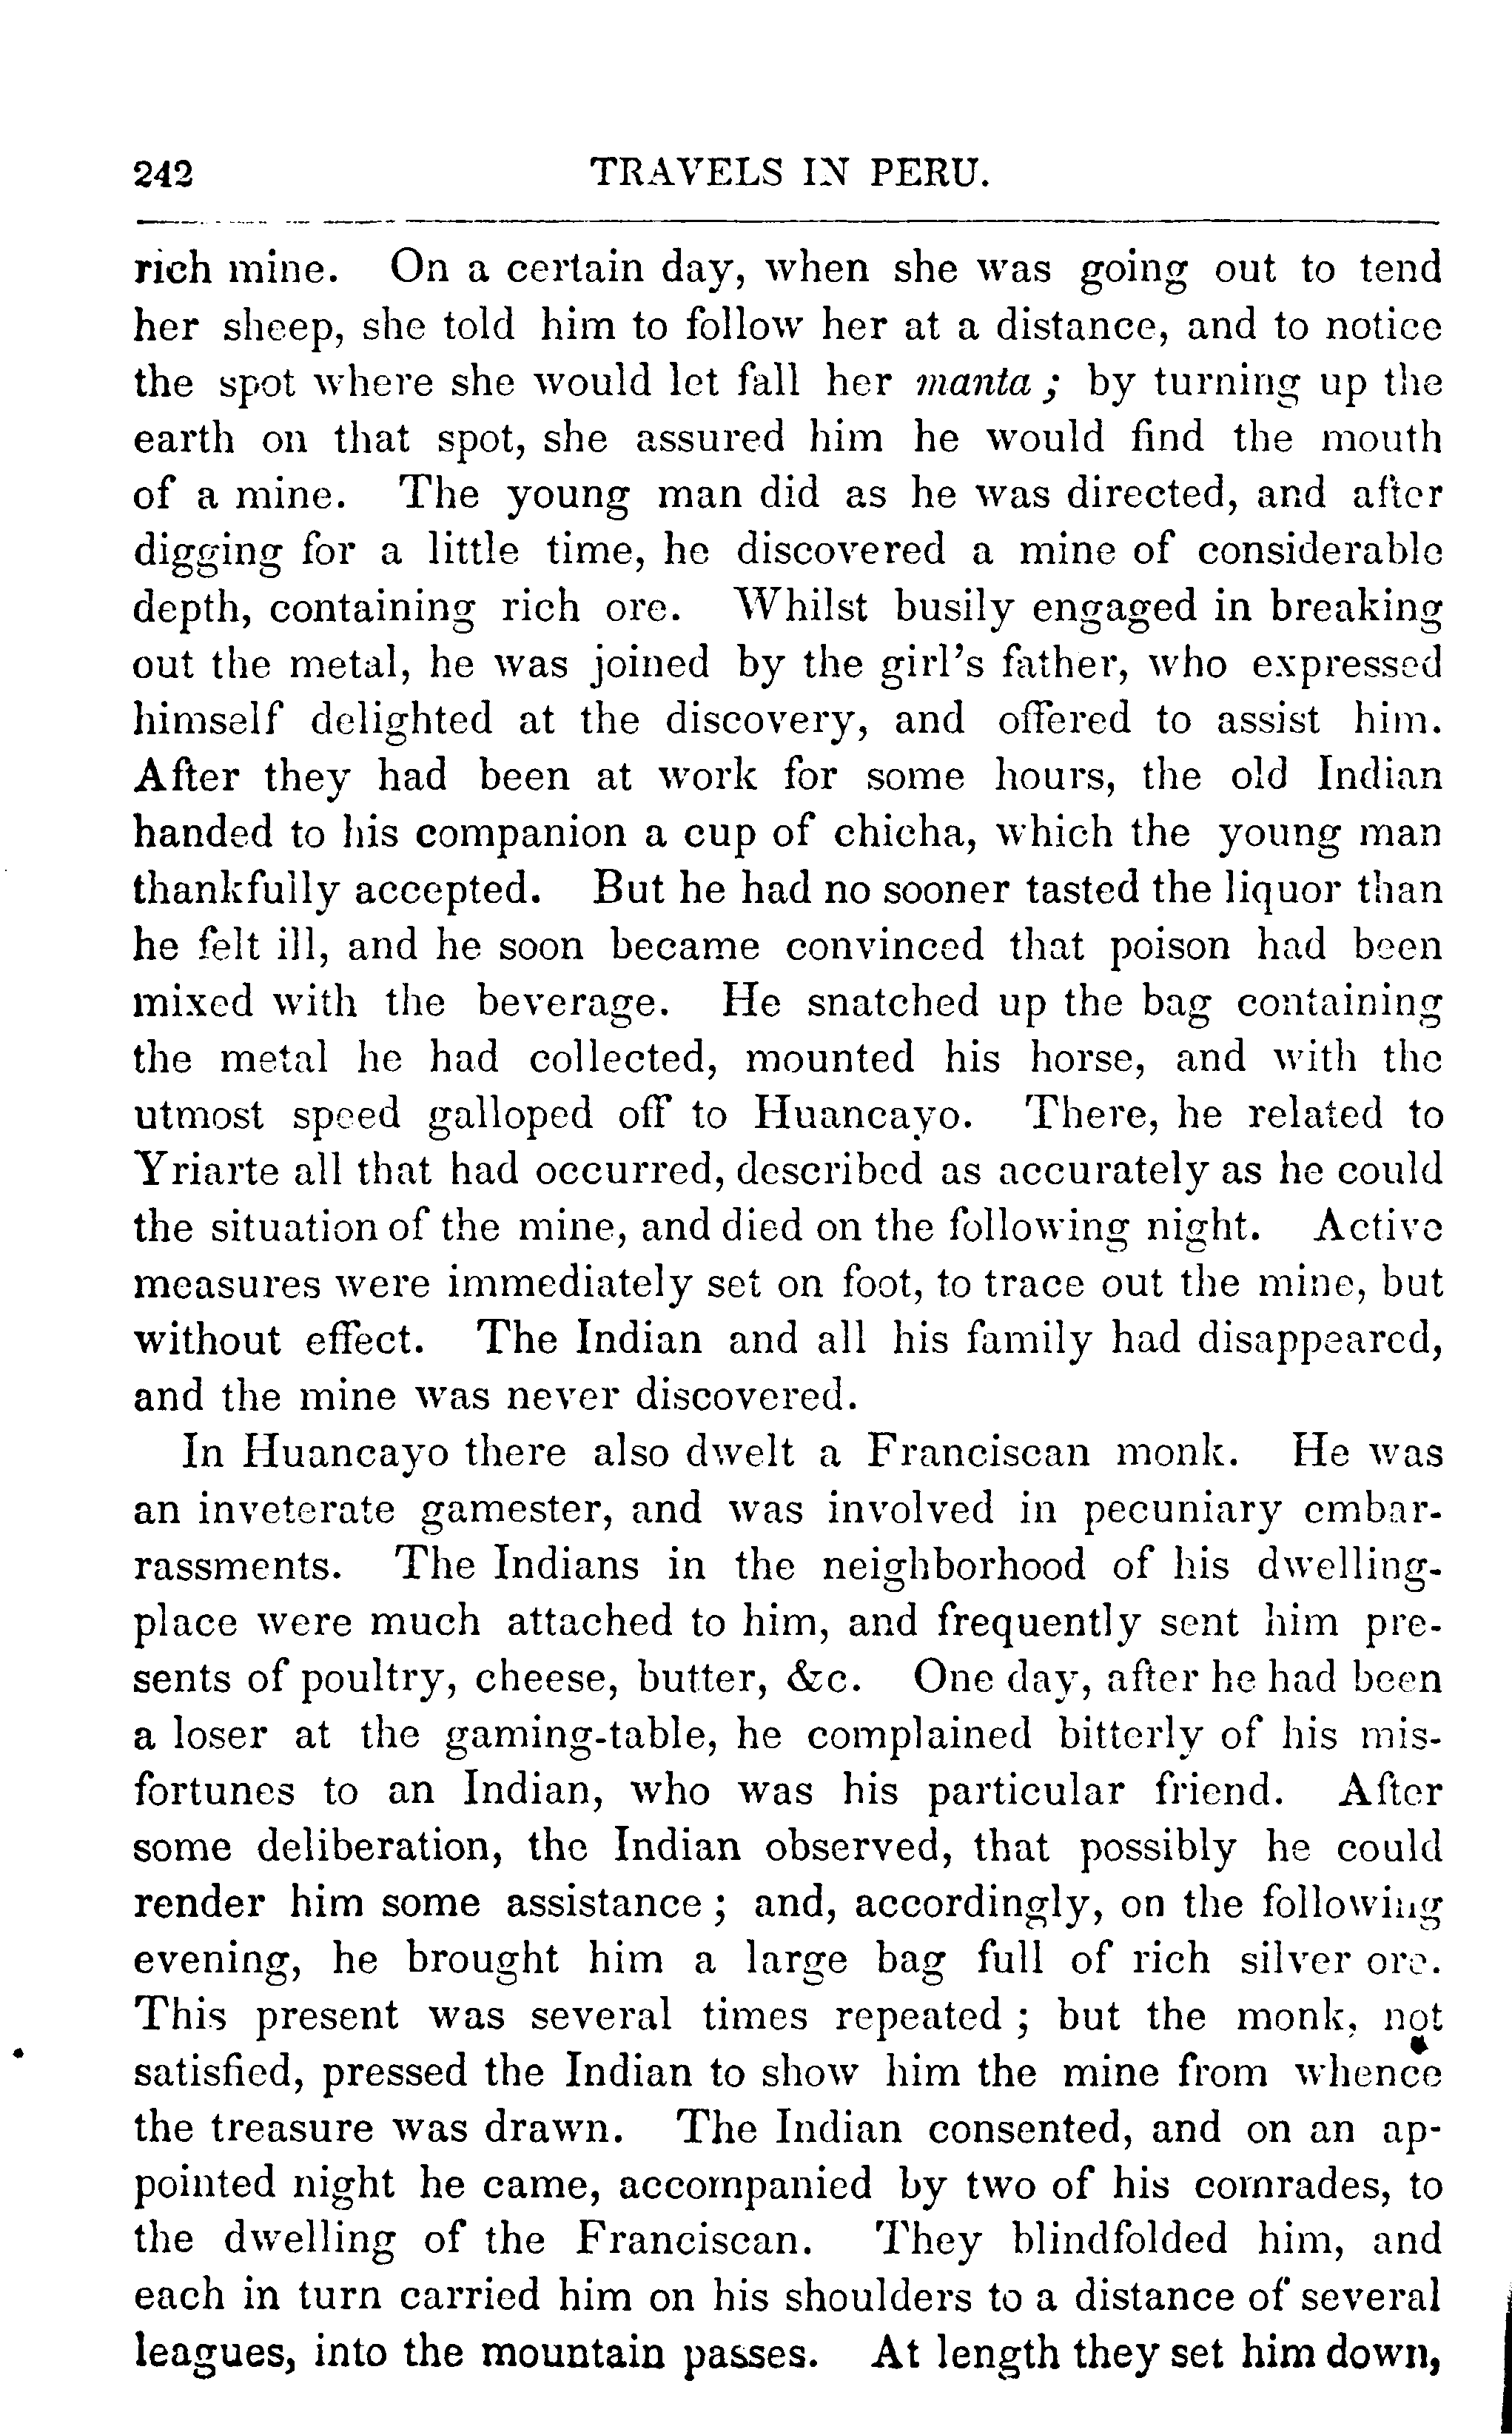 242 TRAVELS IN PERU.
rich mine. On a certain day, when she was going out to tend
her sheep, she told him to follow her at a distance, and to notice
the spot where she would let fall her manta; by turning up the
earth on that spot, she assured him he would find the mouth
of a mine. The young man did as he was directed, and after
digging for a little time, he discovered a mine of considerable
depth, containing rich ore. Whilst busily engaged in breaking
out the metal, he was joined by the girl's father, who expressed
himself delighted at the discovery, and offered to assist him.
After they had been at work for some hours, the old Indian
handed to his companion a cup of chicha, which the young man
thankfully accepted. But he had no sooner tasted the liquor than
he felt ill, and he soon became convinced that poison had been
mixed with the beverage. He snatched up the bag containing
the metal he had collected, mounted his horse, and with the
utmost speed galloped off to Huancayo. There, he related to
Yriarte all that had occurred, described as accurately as he could
the situation of the mine, and died on the following night. Active
measures were immediately set on foot, to trace out the mine, but
without effect. The Indian and all his family had disappeared,
and the mine was never discovered.
In Huancayo there also dwelt a Franciscan monk. He was
an inveterate gamester, and was involved in pecuniary embar-
rassments. The Indians in the neighborhood of his dwelling-
place were much attached to him, and frequently sent him pre-
sents of poultry, cheese, butter, &c. One day, after he had been
a loser at the gaming-table, he complained bitterly of his mis-
fortunes to an Indian, who was his particular friend. After
some deliberation, the Indian observed, that possibly he could
render him some assistance; and, accordingly, on the following
evening, he brought him a large bag full of rich silver ore.
This present was several times repeated; but the monk, not
satisfied, pressed the Indian to show him the mine from whence
the treasure was drawn. The Indian consented, and on an ap-
pointed night he came, accompanied by two of his comrades, to
the dwelling of the Franciscan. They blindfolded him, and
each in turn carried him on his shoulders to a distance of several
leagues, into the mountain passes. At length they set him down,